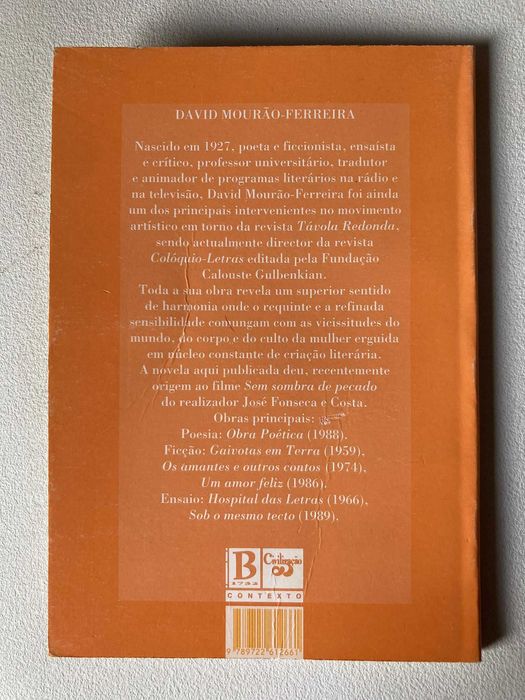 DAVID MOURÃO-FERREIRA
Nascido em 1927, poeta e ficcionista, ensaísta
e crítico, professor universitário, tradutor
e animador de programas literários na rádio e
na televisão, David Mourão-Ferreira foi ainda
um dos principais intervenientes no movimento
artístico em torno da revista Távola Redonda,
sendo actualmente director da revista
Colóquio-Letras editada pela Fundação
Calouste Gulbenkian.
Toda a sua obra revela um superior sentido
de harmonia onde o requinte e a refinada
sensibilidade comungam com as vicissitudes do
mundo, do corpo e do culto da mulher erguida
em núcleo constante de criação literária.
A novela aqui publicada deu, recentemente
origem ao filme Sem sombra de pecado
do realizador José Fonseca e Costa.
Obras principais:
Poesia: Obra Poética (1988).
Ficção: Gaivotas em Terra (1959),
Os amantes e outros contos (1974),
Um amor feliz (1986).
Ensaio: Hospital das Letras (1966),
Sob o mesmo tecto (1989).
B
1732
Civilização
CONTEXTO
9 789722 612661